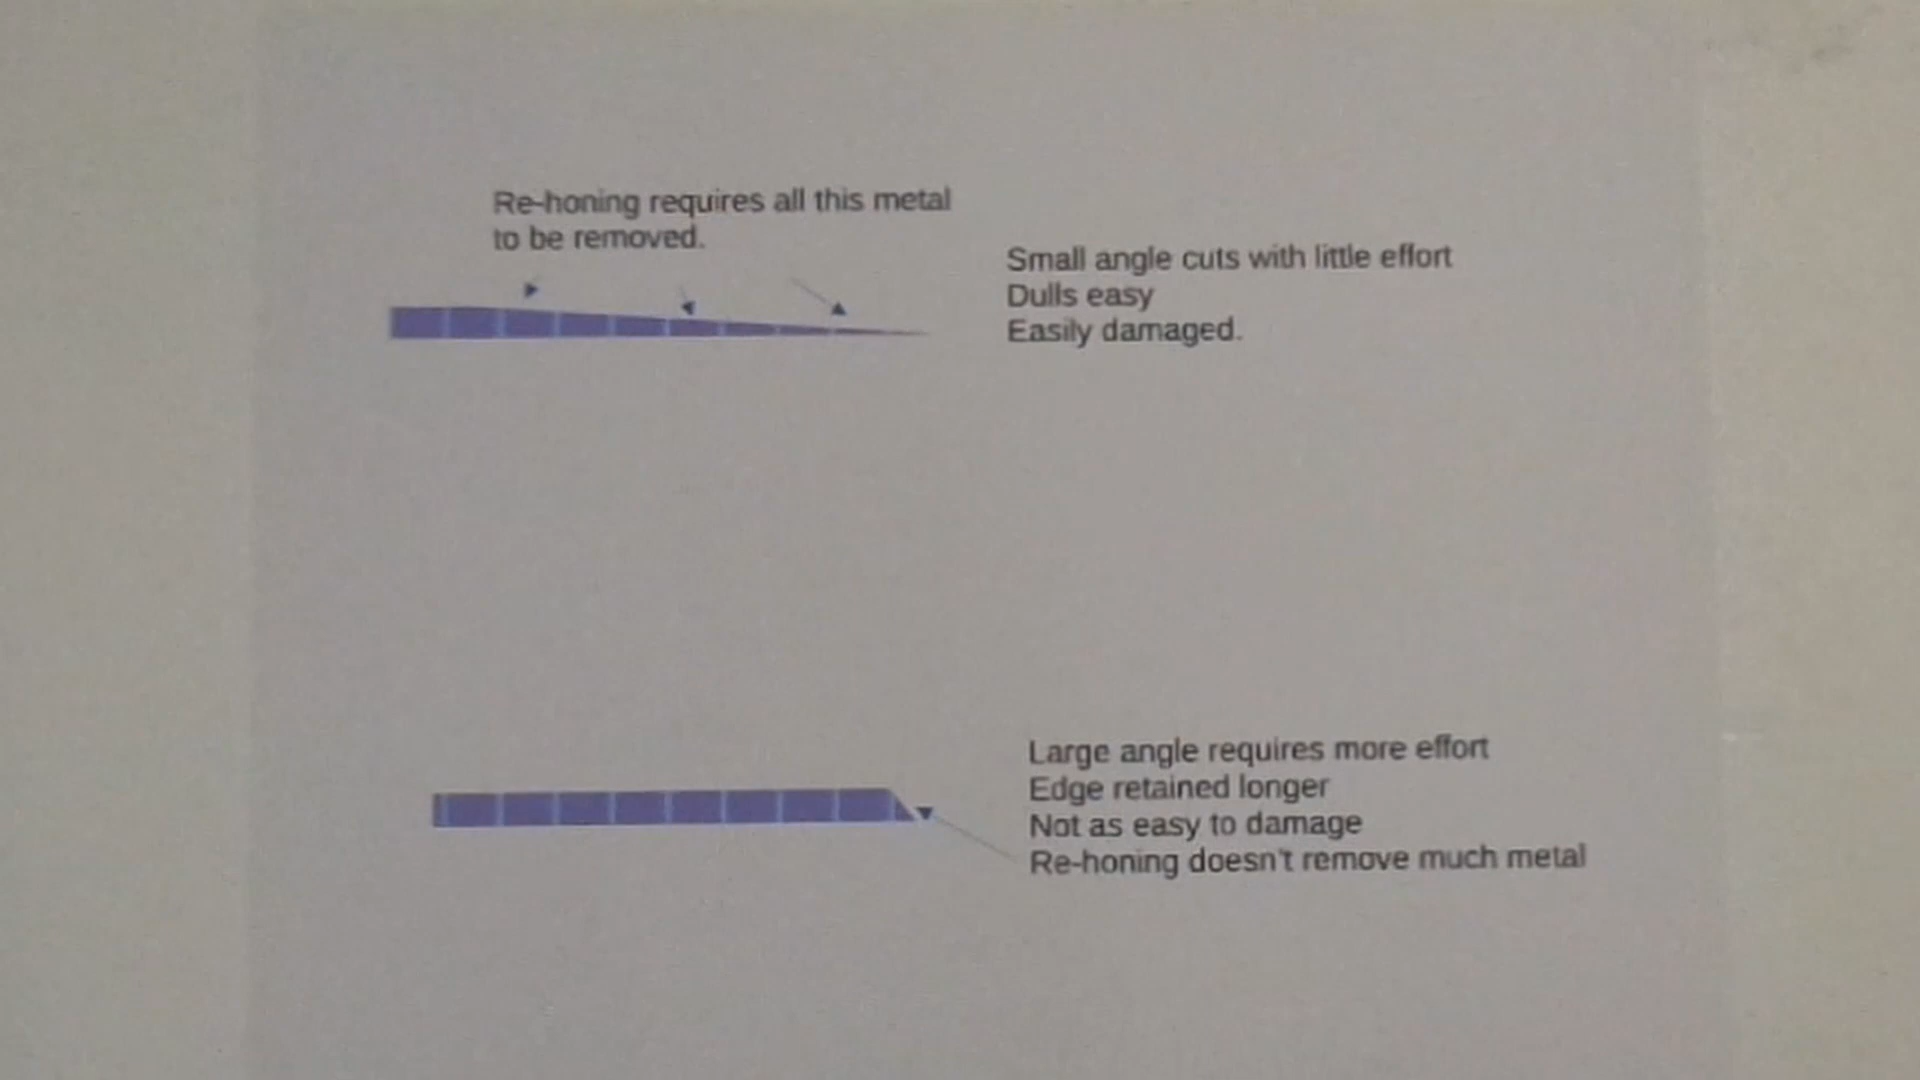 Re-honing requires all this metal
to be removed.
Small angle cuts with little effort
Dulls easy
Easily damaged.
Large angle requires more effort
Edge retained longer
Not as easy to damage
Re-honing doesn't remove much metal